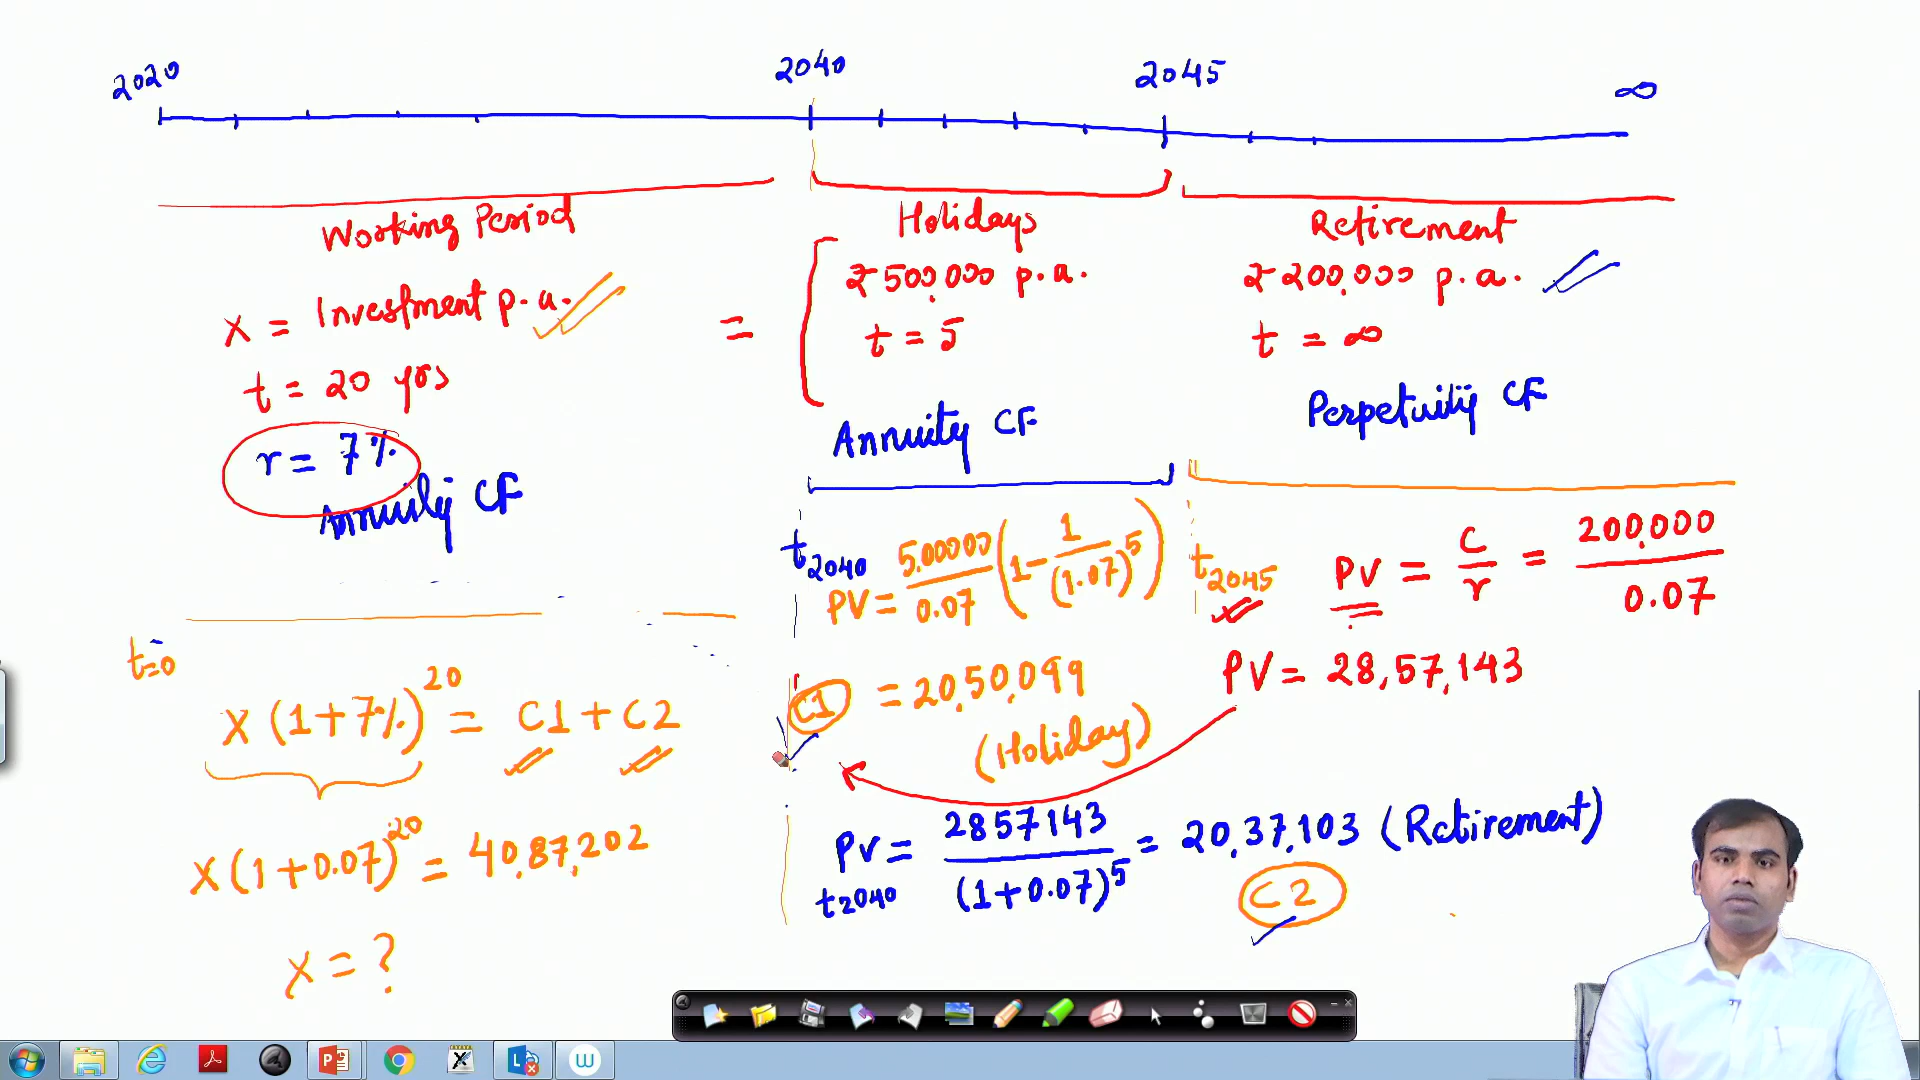 2020 2040 2045 ∞
Working Period
Holidays
Retirement
x = Investment p.a.
t = 20 yrs
r = 7%
Annuity CF
=
₹ 500,000 p.a.
t = 5
Annuity CF
₹ 200,000 p.a.
t = ∞
Perpetuity CF
t2040
PV = 5,00000/0.07 (1 - 1/(1.07)^5)
C1 = 20,50,099
(Holiday)
t2045
PV = C/r = 200,000/0.07
PV = 28,57,143
PV t2040 = 2857143/(1+0.07)^5 = 20,37,103 (Retirement)
C2
t=0
x (1+7%)^20 = C1 + C2
x (1+0.07)^20 = 40,87,202
x = ?